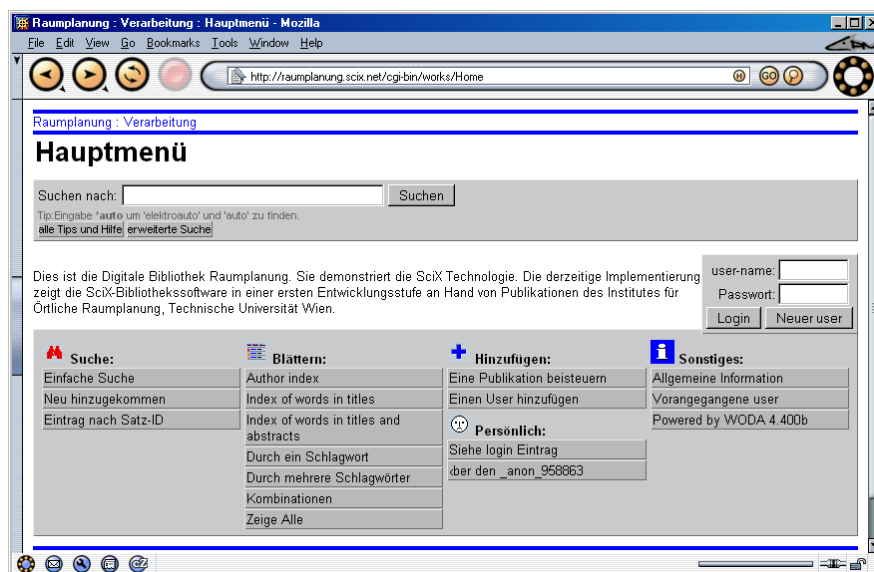 Raumplanung : Verarbeitung : Hauptmenü - Mozilla
File Edit View Go Bookmarks Tools Window Help
http://raumplanung.scix.net/cgi-bin/works/Home
GO
Raumplanung : Verarbeitung
Hauptmenü
Suchen nach: Suchen
Tip:Eingabe 'auto um 'elektroauto' und 'auto' zu finden.
alle Tips und Hilfe erweiterte Suche
Dies ist die Digitale Bibliothek Raumplanung. Sie demonstriert die SciX Technologie. Die derzeitige Implementierung
zeigt die SciX-Bibliothekssoftware in einer ersten Entwicklungsstufe an Hand von Publikationen des Institutes für
Örtliche Raumplanung, Technische Universität Wien.
user-name:
Passwort:
Login Neuer user
Suche:
Einfache Suche
Neu hinzugekommen
Eintrag nach Satz-ID
Blättern:
Author index
Index of words in titles
Index of words in titles and
abstracts
Durch ein Schlagwort
Durch mehrere Schlagwörter
Kombinationen
Zeige Alle
Hinzufügen:
Eine Publikation beisteuern
Einen User hinzufügen
Persönlich:
Siehe login Eintrag
‹ber den _anon_958863
Sonstiges:
Allgemeine Information
Vorangegangene user
Powered by WODA 4.400b